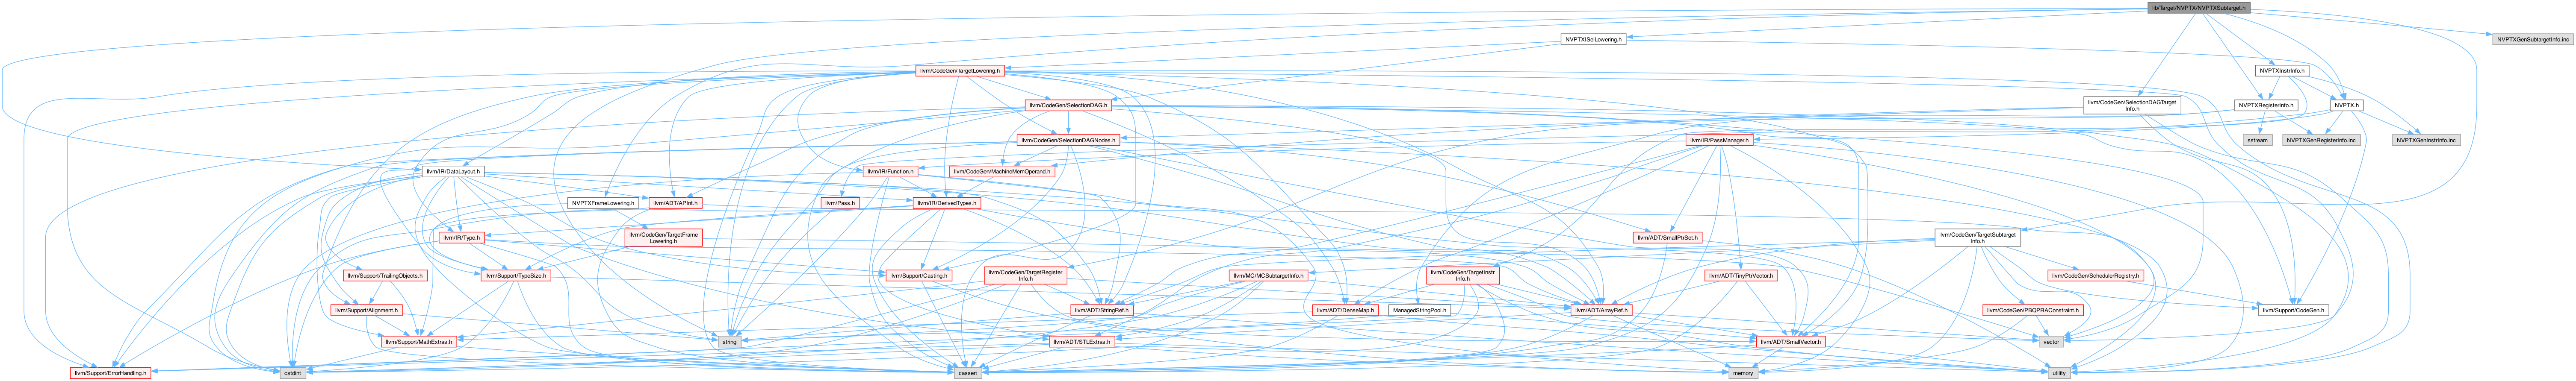 lib/Target/NVPTX/NVPTXSubtarget.h
NVPTXISelLowering.h
NVPTXGenSubtargetInfo.inc
llvm/CodeGen/TargetLowering.h
NVPTXInstrInfo.h
llvm/CodeGen/SelectionDAG.h
llvm/CodeGen/SelectionDAGTarget
Info.h
NVPTXRegisterInfo.h
NVPTX.h
llvm/CodeGen/SelectionDAGNodes.h
llvm/IR/PassManager.h
sstream
NVPTXGenRegisterInfo.inc
NVPTXGenInstrInfo.inc
llvm/IR/DataLayout.h
llvm/IR/Function.h
llvm/CodeGen/MachineMemOperand.h
NVPTXFrameLowering.h
llvm/ADT/APInt.h
llvm/Pass.h
llvm/IR/DerivedTypes.h
llvm/IR/Type.h
llvm/CodeGen/TargetFrame
Lowering.h
llvm/ADT/SmallPtrSet.h
llvm/CodeGen/TargetSubtarget
Info.h
llvm/Support/TrailingObjects.h
llvm/Support/TypeSize.h
llvm/Support/Casting.h
llvm/CodeGen/TargetRegister
Info.h
llvm/MC/MCSubtargetInfo.h
llvm/CodeGen/TargetInstr
Info.h
llvm/ADT/TinyPtrVector.h
llvm/CodeGen/SchedulerRegistry.h
llvm/Support/Alignment.h
llvm/ADT/StringRef.h
llvm/ADT/DenseMap.h
ManagedStringPool.h
llvm/ADT/ArrayRef.h
llvm/CodeGen/PBQPRAConstraint.h
llvm/Support/CodeGen.h
llvm/Support/MathExtras.h
string
llvm/ADT/STLExtras.h
llvm/ADT/SmallVector.h
vector
llvm/Support/ErrorHandling.h
cstdint
cassert
memory
utility